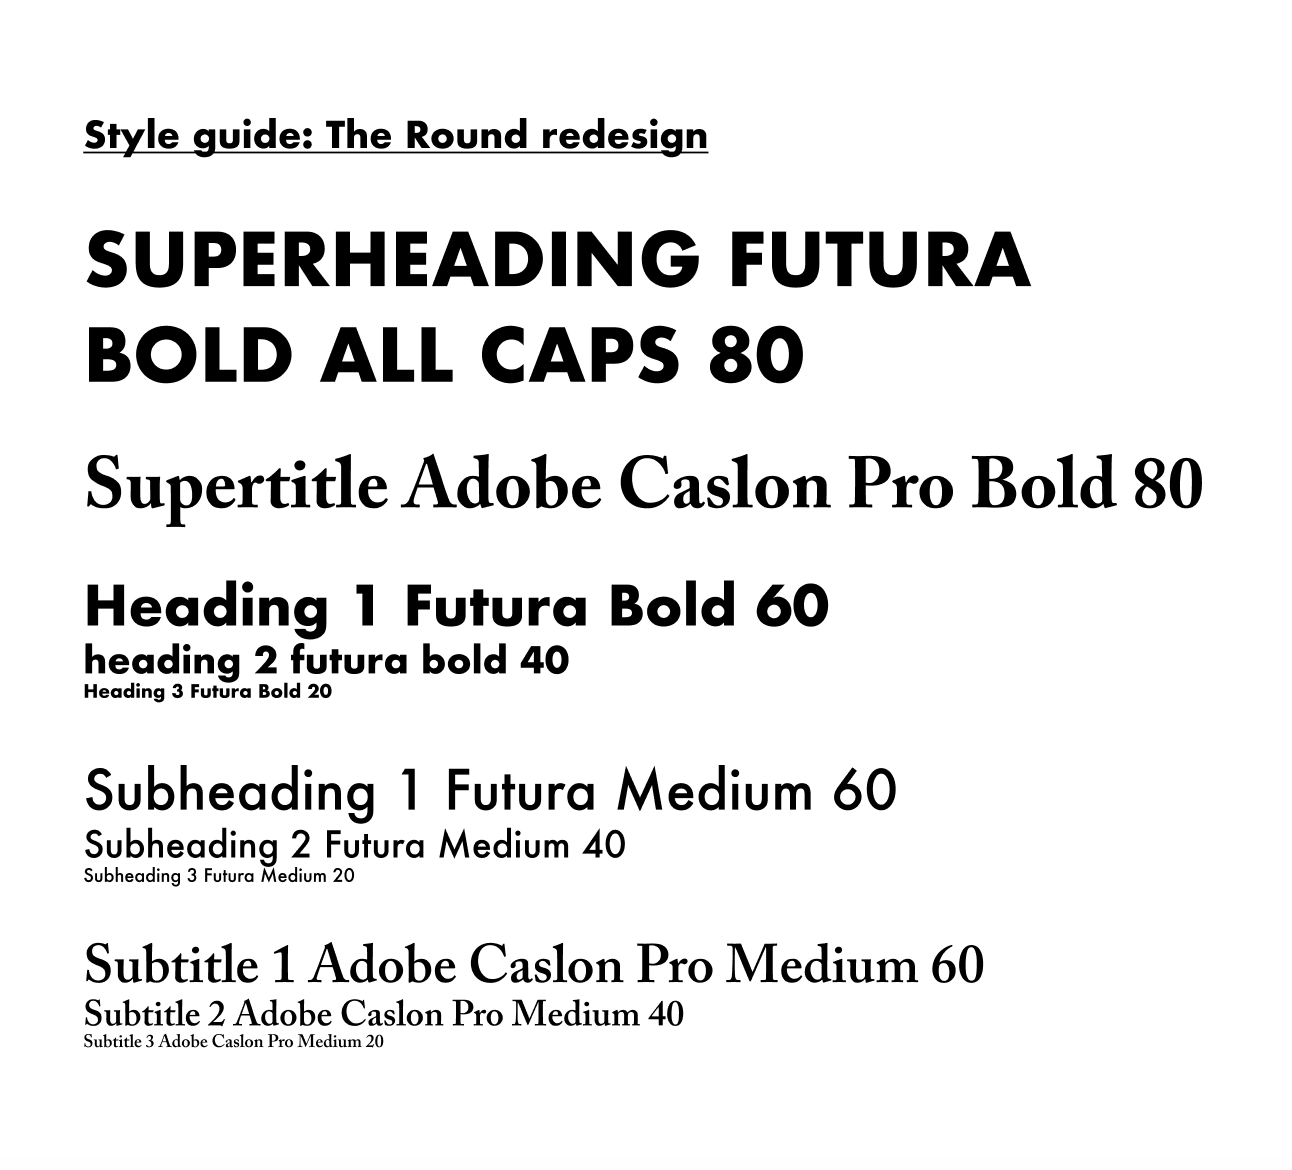 Style guide: The Round redesign
SUPERHEADING FUTURA
BOLD ALL CAPS 80
Supertitle Adobe Caslon Pro Bold 80
Heading 1 Futura Bold 60
heading 2 futura bold 40
Heading 3 Futura Bold 20
Subheading 1 Futura Medium 60
Subheading 2 Futura Medium 40
Subheading 3 Futura Medium 20
Subtitle 1 Adobe Caslon Pro Medium 60
Subtitle 2 Adobe Caslon Pro Medium 40
Subtitle 3 Adobe Caslon Pro Medium 20